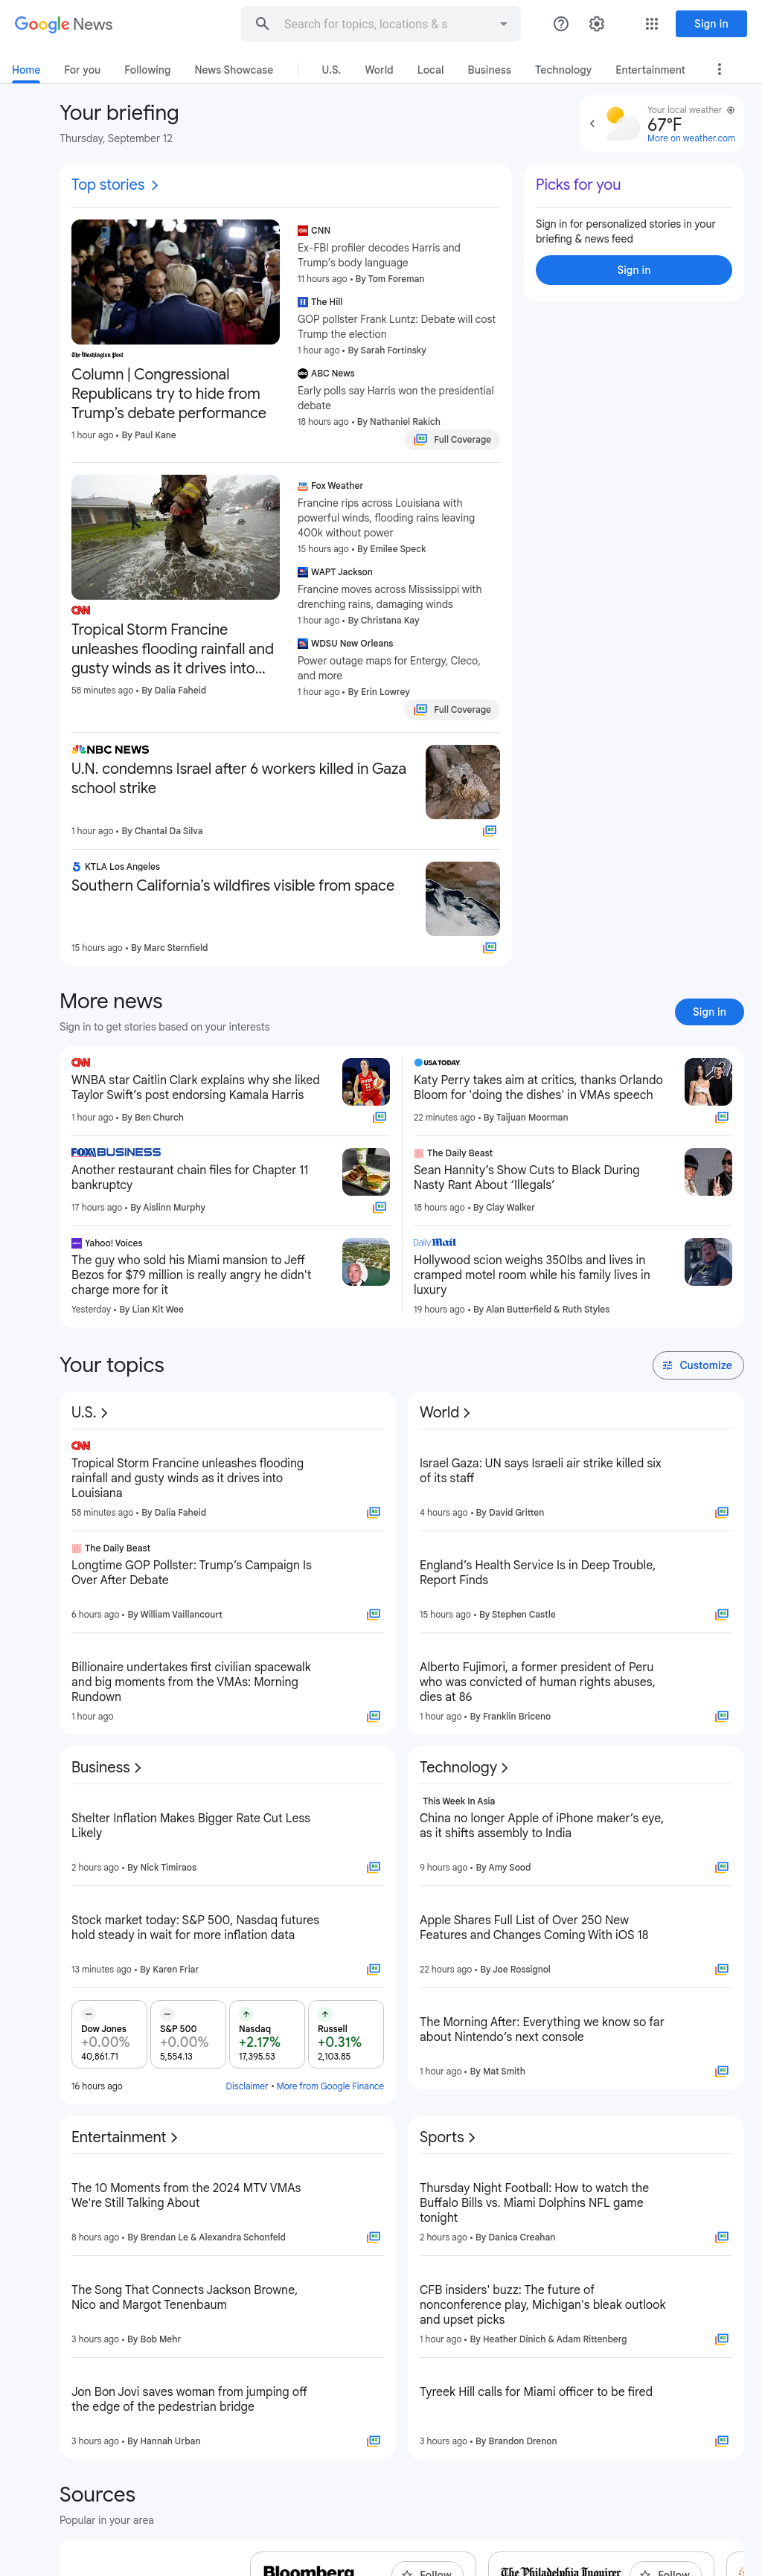 Google News
Search for topics, locations & s
Sign in
Home
For you
Following
News Showcase
U.S.
World
Local
Business
Technology
Entertainment
Your briefing
Thursday, September 12
Your local weather
67°F
More on weather.com
Top stories
The Washington Post
Column | Congressional
Republicans try to hide from
Trump’s debate performance
1 hour ago • By Paul Kane
CNN
Ex-FBI profiler decodes Harris and
Trump’s body language
11 hours ago • By Tom Foreman
The Hill
GOP pollster Frank Luntz: Debate will cost
Trump the election
1 hour ago • By Sarah Fortinsky
abc ABC News
Early polls say Harris won the presidential
debate
18 hours ago • By Nathaniel Rakich
Full Coverage
Picks for you
Sign in for personalized stories in your
briefing & news feed
Sign in
CNN
Tropical Storm Francine
unleashes flooding rainfall and
gusty winds as it drives into...
58 minutes ago • By Dalia Faheid
Fox Weather
Francine rips across Louisiana with
powerful winds, flooding rains leaving
400k without power
15 hours ago • By Emilee Speck
WAPT Jackson
Francine moves across Mississippi with
drenching rains, damaging winds
1 hour ago • By Christana Kay
WDSU New Orleans
Power outage maps for Entergy, Cleco,
and more
1 hour ago • By Erin Lowrey
Full Coverage
NBC NEWS
U.N. condemns Israel after 6 workers killed in Gaza
school strike
1 hour ago • By Chantal Da Silva
5 KTLA Los Angeles
Southern California’s wildfires visible from space
15 hours ago • By Marc Sternfield
More news
Sign in to get stories based on your interests
Sign in
CNN
WNBA star Caitlin Clark explains why she liked
Taylor Swift’s post endorsing Kamala Harris
1 hour ago • By Ben Church
FOX BUSINESS
Another restaurant chain files for Chapter 11
bankruptcy
17 hours ago • By Aislinn Murphy
Yahoo! Voices
The guy who sold his Miami mansion to Jeff
Bezos for $79 million is really angry he didn't
charge more for it
Yesterday • By Lian Kit Wee
USA TODAY
Katy Perry takes aim at critics, thanks Orlando
Bloom for 'doing the dishes' in VMAs speech
22 minutes ago • By Taijuan Moorman
The Daily Beast
Sean Hannity’s Show Cuts to Black During
Nasty Rant About ‘Illegals’
18 hours ago • By Clay Walker
Daily Mail
Hollywood scion weighs 350lbs and lives in
cramped motel room while his family lives in
luxury
19 hours ago • By Alan Butterfield & Ruth Styles
Your topics
Customize
U.S.
CNN
Tropical Storm Francine unleashes flooding
rainfall and gusty winds as it drives into
Louisiana
58 minutes ago • By Dalia Faheid
The Daily Beast
Longtime GOP Pollster: Trump’s Campaign Is
Over After Debate
6 hours ago • By William Vaillancourt
Billionaire undertakes first civilian spacewalk
and big moments from the VMAs: Morning
Rundown
1 hour ago
World
Israel Gaza: UN says Israeli air strike killed six
of its staff
4 hours ago • By David Gritten
England’s Health Service Is in Deep Trouble,
Report Finds
15 hours ago • By Stephen Castle
Alberto Fujimori, a former president of Peru
who was convicted of human rights abuses,
dies at 86
1 hour ago • By Franklin Briceno
Business
Shelter Inflation Makes Bigger Rate Cut Less
Likely
2 hours ago • By Nick Timiraos
Stock market today: S&P 500, Nasdaq futures
hold steady in wait for more inflation data
13 minutes ago • By Karen Friar
Dow Jones
+0.00%
40,861.71
S&P 500
+0.00%
5,554.13
Nasdaq
+2.17%
17,395.53
Russell
+0.31%
2,103.85
16 hours ago
Disclaimer • More from Google Finance
Technology
This Week In Asia
China no longer Apple of iPhone maker’s eye,
as it shifts assembly to India
9 hours ago • By Amy Sood
Apple Shares Full List of Over 250 New
Features and Changes Coming With iOS 18
22 hours ago • By Joe Rossignol
The Morning After: Everything we know so far
about Nintendo’s next console
1 hour ago • By Mat Smith
Entertainment
The 10 Moments from the 2024 MTV VMAs
We're Still Talking About
8 hours ago • By Brendan Le & Alexandra Schonfeld
The Song That Connects Jackson Browne,
Nico and Margot Tenenbaum
3 hours ago • By Bob Mehr
Jon Bon Jovi saves woman from jumping off
the edge of the pedestrian bridge
3 hours ago • By Hannah Urban
Sports
Thursday Night Football: How to watch the
Buffalo Bills vs. Miami Dolphins NFL game
tonight
2 hours ago • By Danica Creahan
CFB insiders' buzz: The future of
nonconference play, Michigan's bleak outlook
and upset picks
1 hour ago • By Heather Dinich & Adam Rittenberg
Tyreek Hill calls for Miami officer to be fired
3 hours ago • By Brandon Drenon
Sources
Popular in your area
Bloomberg
Follow
The Philadelphia Inquirer
Follow